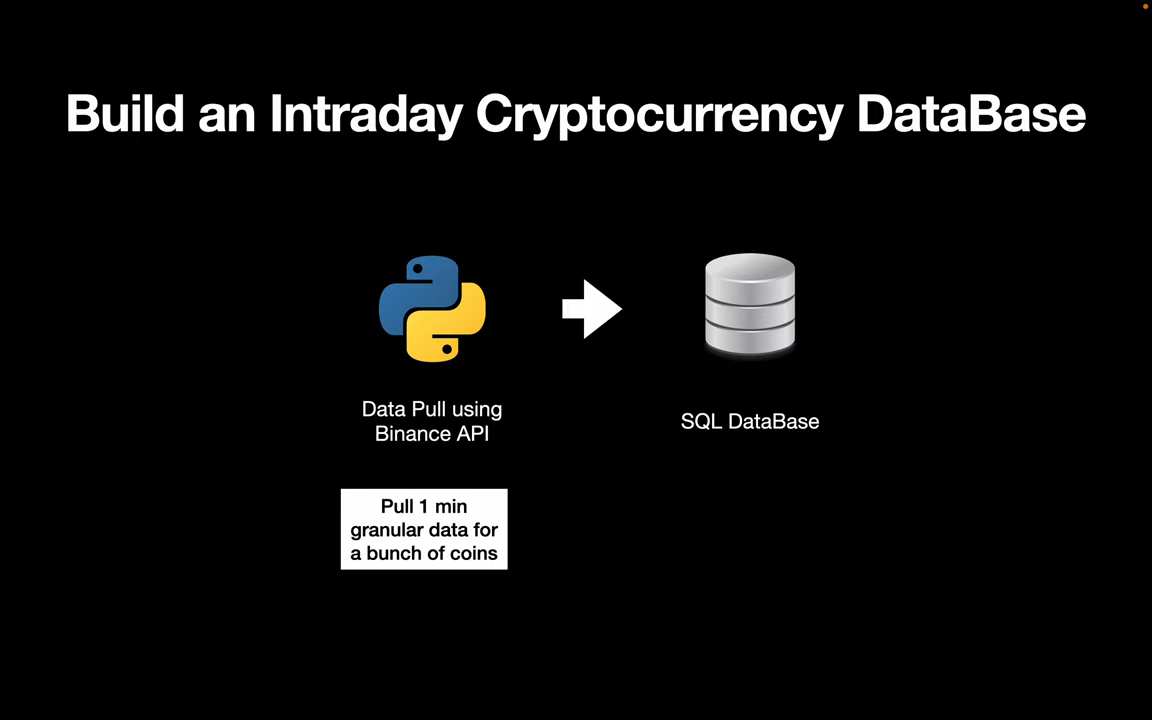 Build an Intraday Cryptocurrency DataBase
Data Pull using
Binance API
SQL DataBase
Pull 1 min
granular data for
a bunch of coins